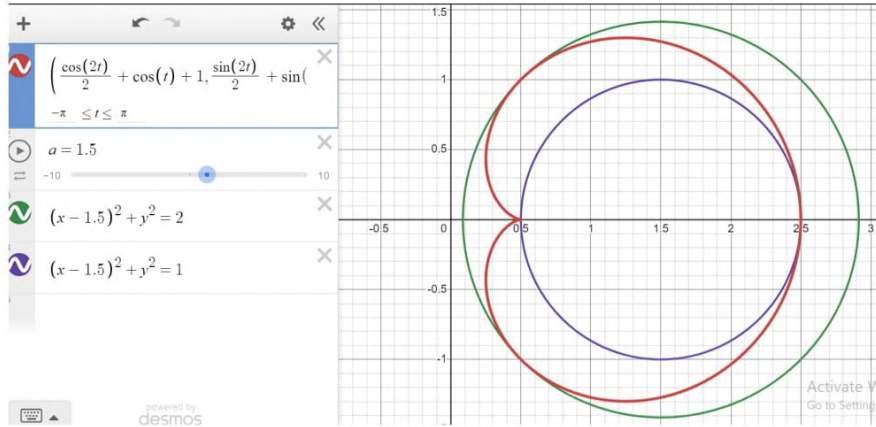 ( cos(2t)/2 + cos(t) + 1, sin(2t)/2 + sin(
-π ≤ t ≤ π
a = 1.5
-10 10
(x − 1.5)² + y² = 2
(x − 1.5)² + y² = 1
powered by
desmos
1.5
1
0.5
-0.5 0 0.5 1 1.5 2 2.5 3
-0.5
-1
Activate W
Go to Setting